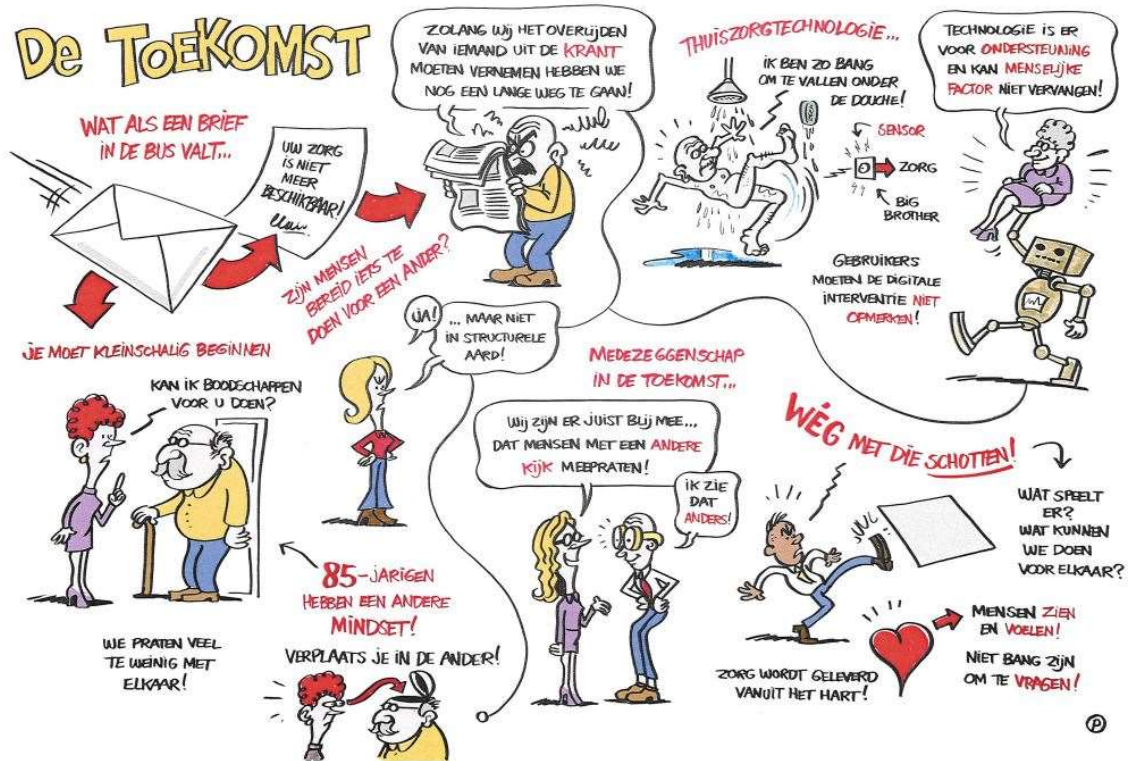 De TOEKOMST
WAT ALS EEN BRIEF
IN DE BUS VALT...
UW ZORG
IS NIET
MEER
BESCHIKBAAR!
ZOLANG WIJ HET OVERLIJDEN
VAN IEMAND UIT DE KRANT
MOETEN VERNEMEN HEBBEN WE
NOG EEN LANGE WEG TE GAAN!
THUISZORGTECHNOLOGIE...
IK BEN ZO BANG
OM TE VALLEN ONDER
DE DOUCHE!
SENSOR
ZORG
BIG
BROTHER
GEBRUIKERS
MOETEN DE DIGITALE
INTERVENTIE NIET
OPMERKEN!
TECHNOLOGIE IS ER
VOOR ONDERSTEUNING
EN KAN MENSELIJKE
FACTOR NIET VERVANGEN!
ZIJN MENSEN
BEREID IETS TE
DOEN VOOR EEN ANDER?
JA!
... MAAR NIET
IN STRUCTURELE
AARD!
JE MOET KLEINSCHALIG BEGINNEN
KAN IK BOODSCHAPPEN
VOOR U DOEN?
WE PRATEN VEEL
TE WEINIG MET
ELKAAR!
85-JARIGEN
HEBBEN EEN ANDERE
MINDSET!
VERPLAATS JE IN DE ANDER!
MEDEZEGGENSCHAP
IN DE TOEKOMST...
WIJ ZIJN ER JUIST BLIJ MEE...
DAT MENSEN MET EEN ANDERE
KIJK MEEPRATEN!
IK ZIE
DAT
ANDERS!
WÉG MET DIE SCHOTTEN!
WAT SPEELT
ER?
WAT KUNNEN
WE DOEN
VOOR ELKAAR?
ZORG WORDT GELEVERD
VANUIT HET HART!
MENSEN ZIEN
EN VOELEN!
NIET BANG ZIJN
OM TE VRAGEN!
P